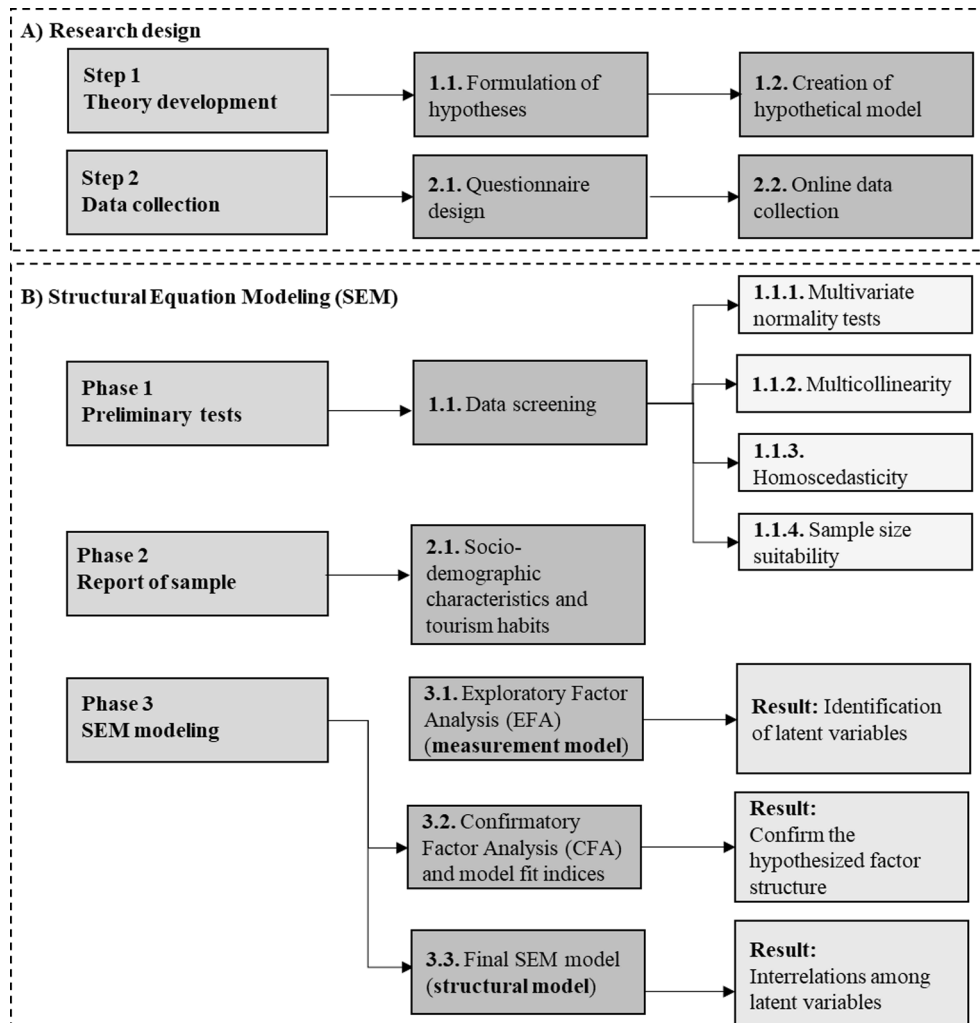 A) Research design
Step 1
Theory development
1.1. Formulation of
hypotheses
1.2. Creation of
hypothetical model
Step 2
Data collection
2.1. Questionnaire
design
2.2. Online data
collection
B) Structural Equation Modeling (SEM)
Phase 1
Preliminary tests
1.1. Data screening
1.1.1. Multivariate
normality tests
1.1.2. Multicollinearity
1.1.3.
Homoscedasticity
1.1.4. Sample size
suitability
Phase 2
Report of sample
2.1. Socio-
demographic
characteristics and
tourism habits
Phase 3
SEM modeling
3.1. Exploratory Factor
Analysis (EFA)
(measurement model)
Result: Identification
of latent variables
3.2. Confirmatory
Factor Analysis (CFA)
and model fit indices
Result:
Confirm the
hypothesized factor
structure
3.3. Final SEM model
(structural model)
Result:
Interrelations among
latent variables